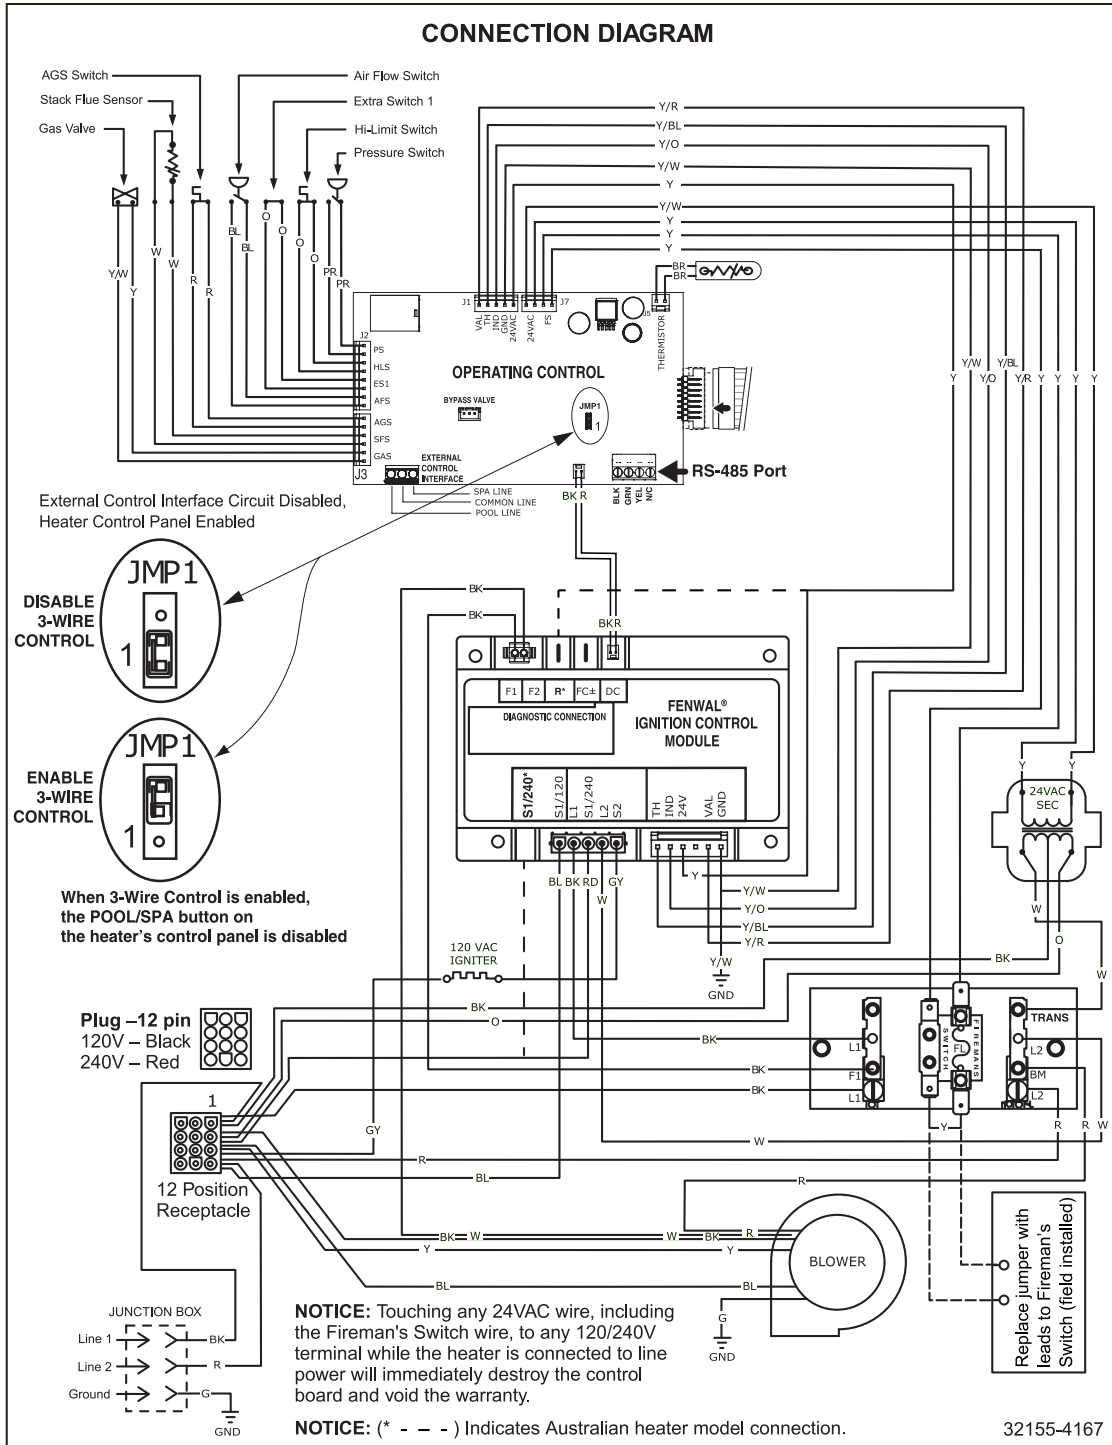 CONNECTION DIAGRAM
AGS Switch
Stack Flue Sensor
Gas Valve
Air Flow Switch
Extra Switch 1
Hi-Limit Switch
Pressure Switch
Y/R
Y/BL
Y/O
Y/W
Y
Y/W
Y
Y
Y
BR
BR
O
O
O
O
BL
BL
W
W
PR
PR
Y/W
Y
R
R
J1
VAL
TH
IND
GND
24VAC
24VAC
FS
J7
J5
THERMISTOR
J2
PS
HLS
ES1
AFS
AGS
SFS
GAS
J3
OPERATING CONTROL
BYPASS VALVE
JMP1
1
EXTERNAL
CONTROL
INTERFACE
SPA LINE
COMMON LINE
POOL LINE
BK R
BLK
GRN
YEL
N/C
RS-485 Port
Y
Y/W
Y/O
Y/BL
Y/R
Y
Y
Y
Y
External Control Interface Circuit Disabled,
Heater Control Panel Enabled
JMP1
1
DISABLE
3-WIRE
CONTROL
JMP1
1
ENABLE
3-WIRE
CONTROL
When 3-Wire Control is enabled,
the POOL/SPA button on
the heater's control panel is disabled
BK
BK
BKR
F1
F2
R*
FC±
DC
DIAGNOSTIC CONNECTION
FENWAL®
IGNITION CONTROL
MODULE
S1/240*
S1/120
L1
S1/240
L2
S2
TH
IND
24V
VAL
GND
BL
BK
RD
W
GY
Y
Y/W
Y/O
Y/BL
Y/R
Y/W
GND
Y
Y
24VAC
SEC
W
O
W
120 VAC
IGNITER
BK
O
BK
BK
BK
BK
Plug –12 pin
120V – Black
240V – Red
1
12 Position
Receptacle
GY
R
BL
W
L1
F1
L1
SWITCH
FL
FIREMANS
TRANS
L2
BM
L2
Y
R
R
W
R
R
BK
W
W
BK
Y
Y
BL
BL
BLOWER
G
GND
Replace jumper with
leads to Fireman's
Switch (field installed)
JUNCTION BOX
Line 1
BK
Line 2
R
Ground
G
GND
NOTICE: Touching any 24VAC wire, including
the Fireman's Switch wire, to any 120/240V
terminal while the heater is connected to line
power will immediately destroy the control
board and void the warranty.
NOTICE: (* - - - ) Indicates Australian heater model connection.
32155-4167